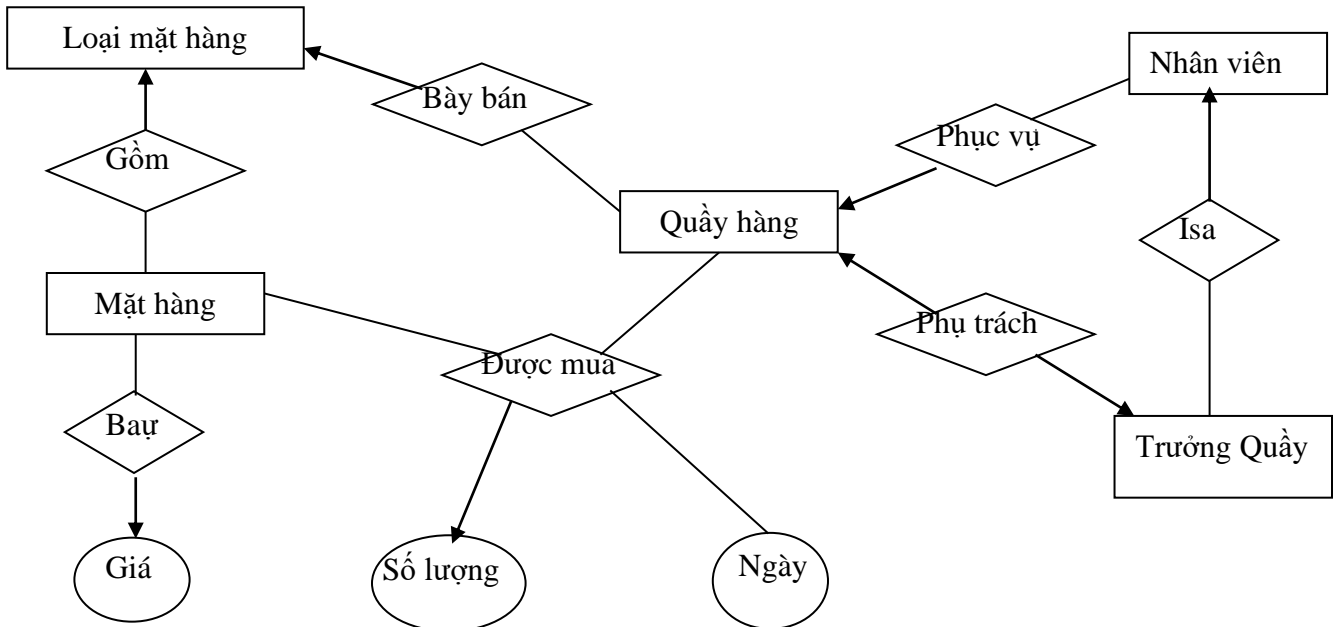 Loại mặt hàng
Nhân viên
Bày bán
Phục vụ
Gồm
Quầy hàng
Isa
Mặt hàng
Phụ trách
Được mua
Baự
Trưởng Quầy
Giá
Số lượng
Ngày